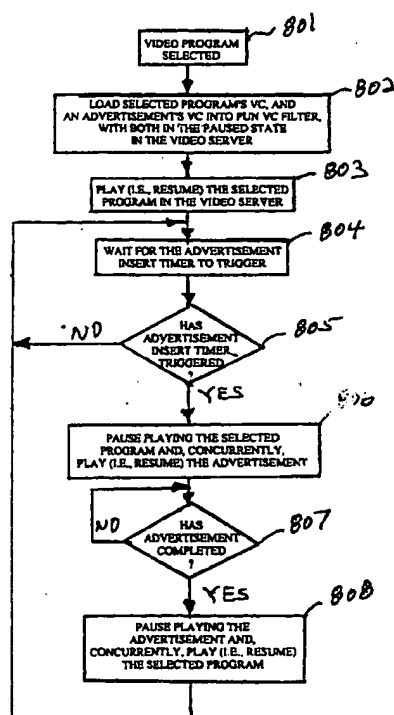 801
VIDEO PROGRAM
SELECTED
802
LOAD SELECTED PROGRAM'S VC, AND
AN ADVERTISEMENT'S VC INTO PUN VC FILTER,
WITH BOTH IN THE PAUSED STATE
IN THE VIDEO SERVER
803
PLAY (I.E., RESUME) THE SELECTED
PROGRAM IN THE VIDEO SERVER
804
WAIT FOR THE ADVERTISEMENT
INSERT TIMER TO TRIGGER
805
HAS
ADVERTISEMENT
INSERT TIMER
TRIGGERED
?
NO
YES
PAUSE PLAYING THE SELECTED
PROGRAM AND, CONCURRENTLY,
PLAY (I.E., RESUME) THE ADVERTISEMENT
807
HAS
ADVERTISEMENT
COMPLETED
?
NO
YES
808
PAUSE PLAYING THE
ADVERTISEMENT AND,
CONCURRENTLY, PLAY (I.E., RESUME)
THE SELECTED PROGRAM